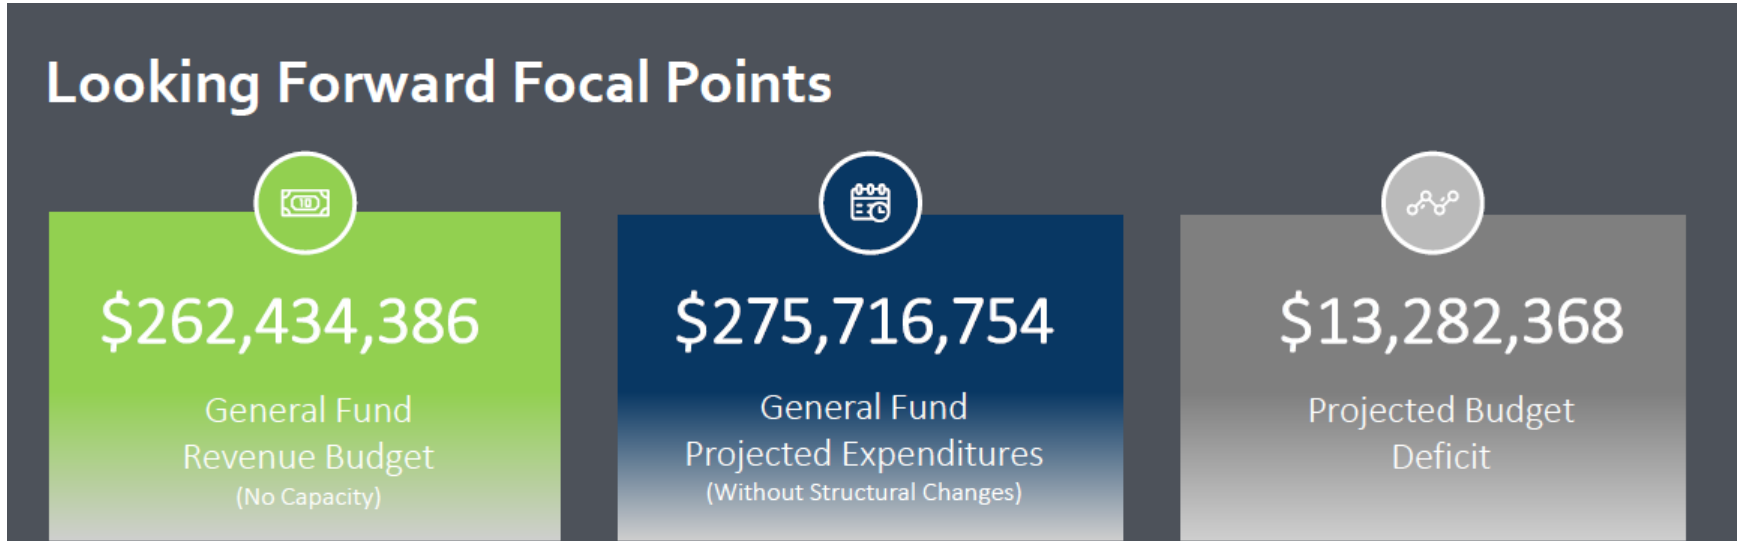 Looking Forward Focal Points
10
$262,434,386
General Fund
Revenue Budget
(No Capacity)
$275,716,754
General Fund
Projected Expenditures
(Without Structural Changes)
$13,282,368
Projected Budget
Deficit